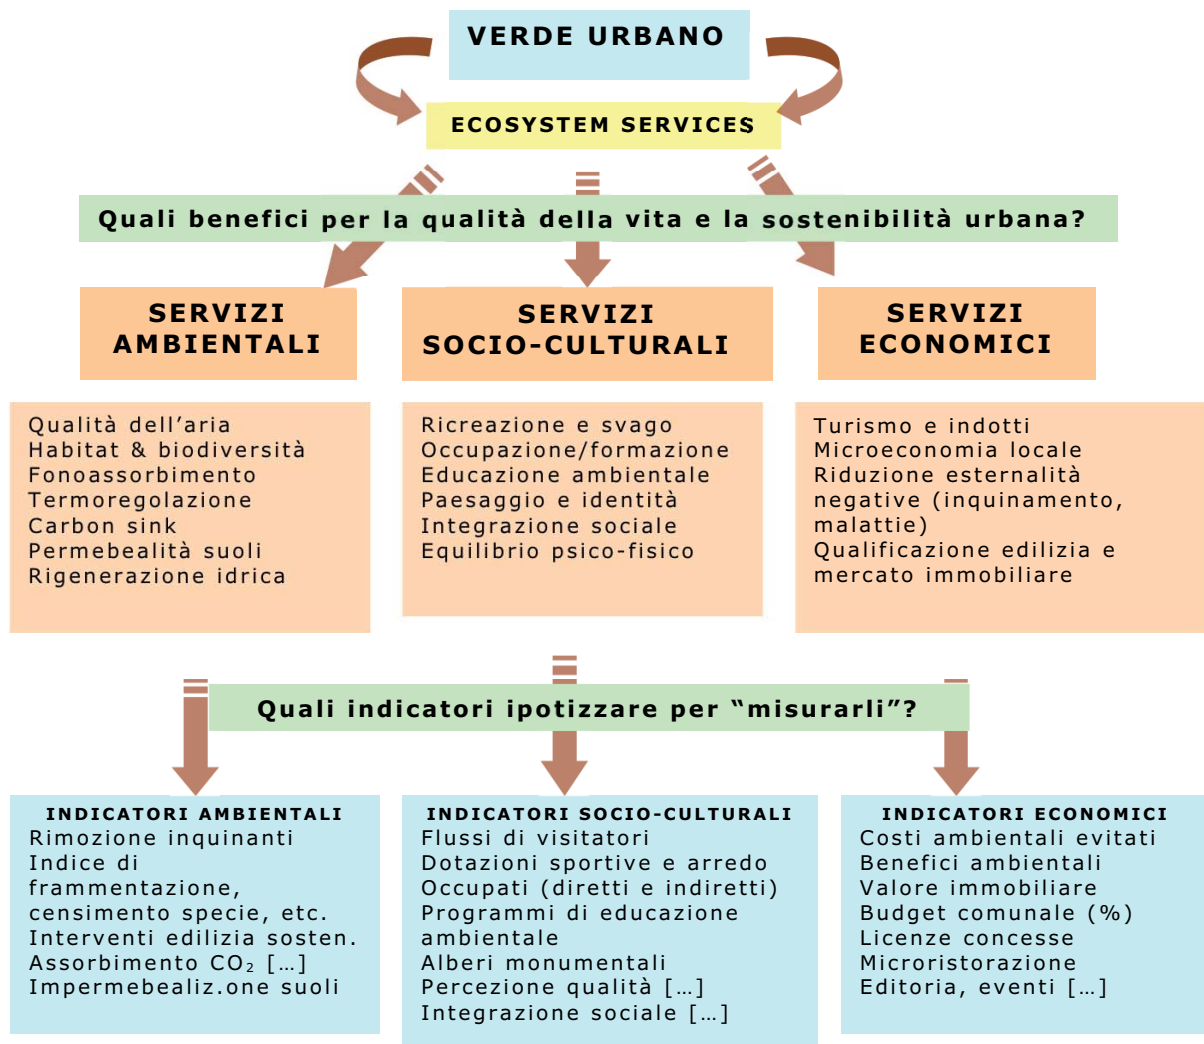 VERDE URBANO
ECOSYSTEM SERVICES
Quali benefici per la qualità della vita e la sostenibilità urbana?
SERVIZI
AMBIENTALI
Qualità dell’aria
Habitat & biodiversità
Fonoassorbimento
Termoregolazione
Carbon sink
Permebealità suoli
Rigenerazione idrica
SERVIZI
SOCIO-CULTURALI
Ricreazione e svago
Occupazione/formazione
Educazione ambientale
Paesaggio e identità
Integrazione sociale
Equilibrio psico-fisico
SERVIZI
ECONOMICI
Turismo e indotti
Microeconomia locale
Riduzione esternalità
negative (inquinamento,
malattie)
Qualificazione edilizia e
mercato immobiliare
Quali indicatori ipotizzare per “misurarli”?
INDICATORI AMBIENTALI
Rimozione inquinanti
Indice di
frammentazione,
censimento specie, etc.
Interventi edilizia sosten.
Assorbimento CO₂ […]
Impermebealiz.one suoli
INDICATORI SOCIO-CULTURALI
Flussi di visitatori
Dotazioni sportive e arredo
Occupati (diretti e indiretti)
Programmi di educazione
ambientale
Alberi monumentali
Percezione qualità […]
Integrazione sociale […]
INDICATORI ECONOMICI
Costi ambientali evitati
Benefici ambientali
Valore immobiliare
Budget comunale (%)
Licenze concesse
Microristorazione
Editoria, eventi […]